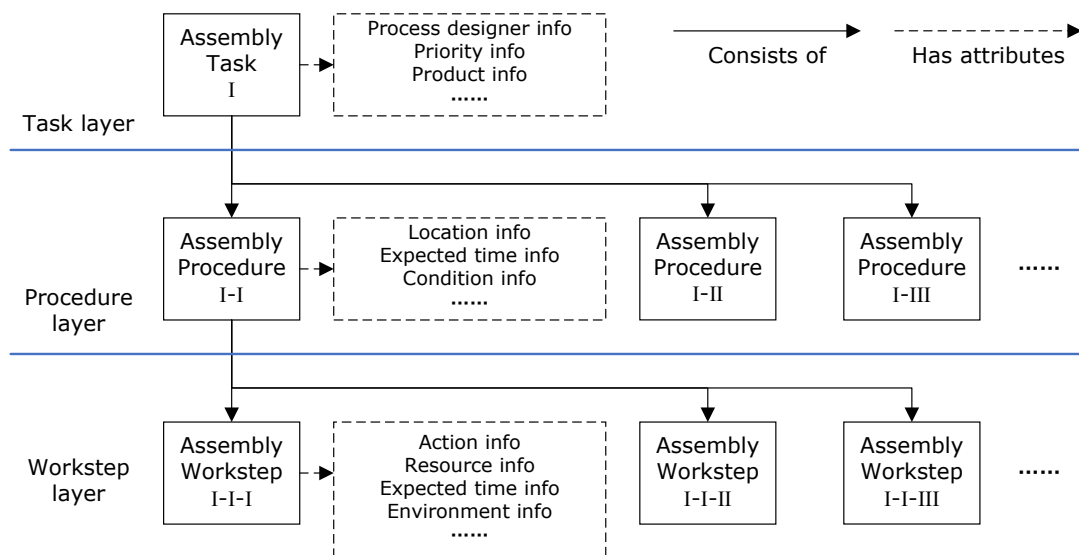 Assembly
Task
I
Process designer info
Priority info
Product info
......
Consists of
Has attributes
Task layer
Assembly
Procedure
I-I
Location info
Expected time info
Condition info
......
Assembly
Procedure
I-II
Assembly
Procedure
I-III
......
Procedure
layer
Assembly
Workstep
I-I-I
Action info
Resource info
Expected time info
Environment info
......
Assembly
Workstep
I-I-II
Assembly
Workstep
I-I-III
......
Workstep
layer